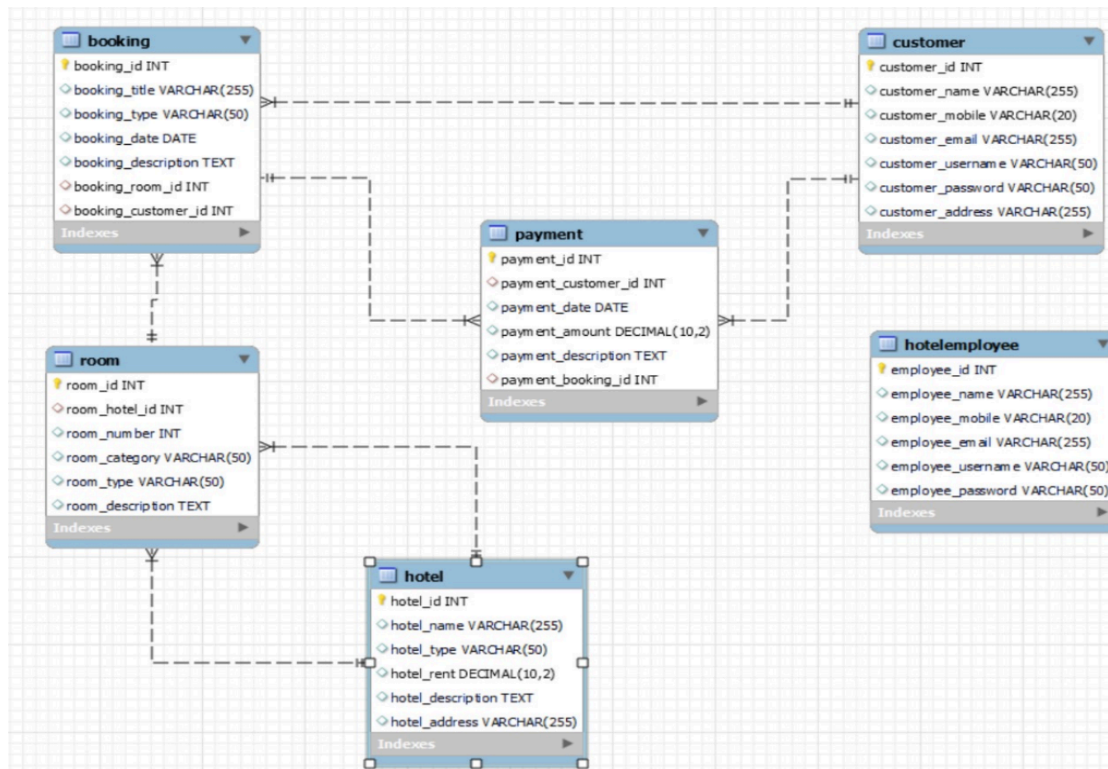 booking
booking_id INT
booking_title VARCHAR(255)
booking_type VARCHAR(50)
booking_date DATE
booking_description TEXT
booking_room_id INT
booking_customer_id INT
Indexes
customer
customer_id INT
customer_name VARCHAR(255)
customer_mobile VARCHAR(20)
customer_email VARCHAR(255)
customer_username VARCHAR(50)
customer_password VARCHAR(50)
customer_address VARCHAR(255)
Indexes
payment
payment_id INT
payment_customer_id INT
payment_date DATE
payment_amount DECIMAL(10,2)
payment_description TEXT
payment_booking_id INT
Indexes
room
room_id INT
room_hotel_id INT
room_number INT
room_category VARCHAR(50)
room_type VARCHAR(50)
room_description TEXT
Indexes
hotelemployee
employee_id INT
employee_name VARCHAR(255)
employee_mobile VARCHAR(20)
employee_email VARCHAR(255)
employee_username VARCHAR(50)
employee_password VARCHAR(50)
Indexes
hotel
hotel_id INT
hotel_name VARCHAR(255)
hotel_type VARCHAR(50)
hotel_rent DECIMAL(10,2)
hotel_description TEXT
hotel_address VARCHAR(255)
Indexes